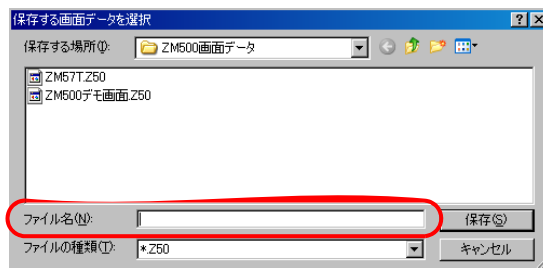 保存する画面データを選択
保存する場所(I): ZM500画面データ
ZM57T.Z50
ZM500デモ画面.Z50
ファイル名(N): 保存(S)
ファイルの種類(T): *.Z50 キャンセル